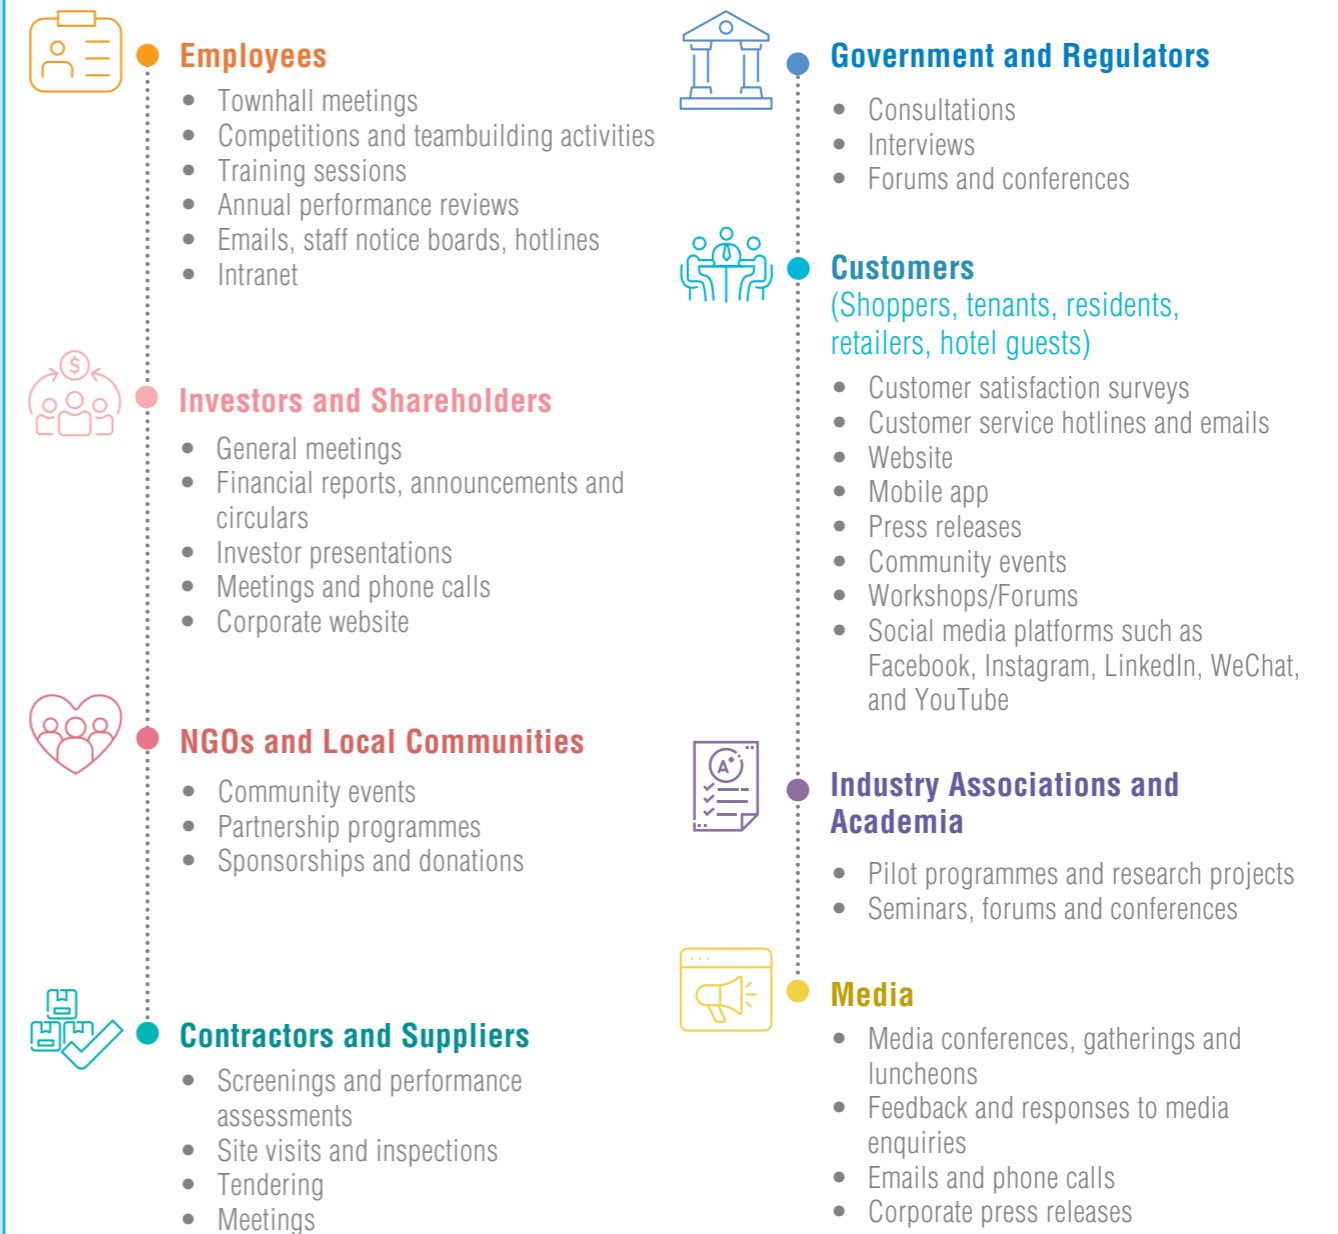 Employees
• Townhall meetings
• Competitions and teambuilding activities
• Training sessions
• Annual performance reviews
• Emails, staff notice boards, hotlines
• Intranet
$
Investors and Shareholders
• General meetings
• Financial reports, announcements and
circulars
• Investor presentations
• Meetings and phone calls
• Corporate website
NGOs and Local Communities
• Community events
• Partnership programmes
• Sponsorships and donations
Contractors and Suppliers
• Screenings and performance
assessments
• Site visits and inspections
• Tendering
• Meetings
Government and Regulators
• Consultations
• Interviews
• Forums and conferences
Customers
(Shoppers, tenants, residents,
retailers, hotel guests)
• Customer satisfaction surveys
• Customer service hotlines and emails
• Website
• Mobile app
• Press releases
• Community events
• Workshops/Forums
• Social media platforms such as
Facebook, Instagram, LinkedIn, WeChat,
and YouTube
A+
Industry Associations and
Academia
• Pilot programmes and research projects
• Seminars, forums and conferences
Media
• Media conferences, gatherings and
luncheons
• Feedback and responses to media
enquiries
• Emails and phone calls
• Corporate press releases